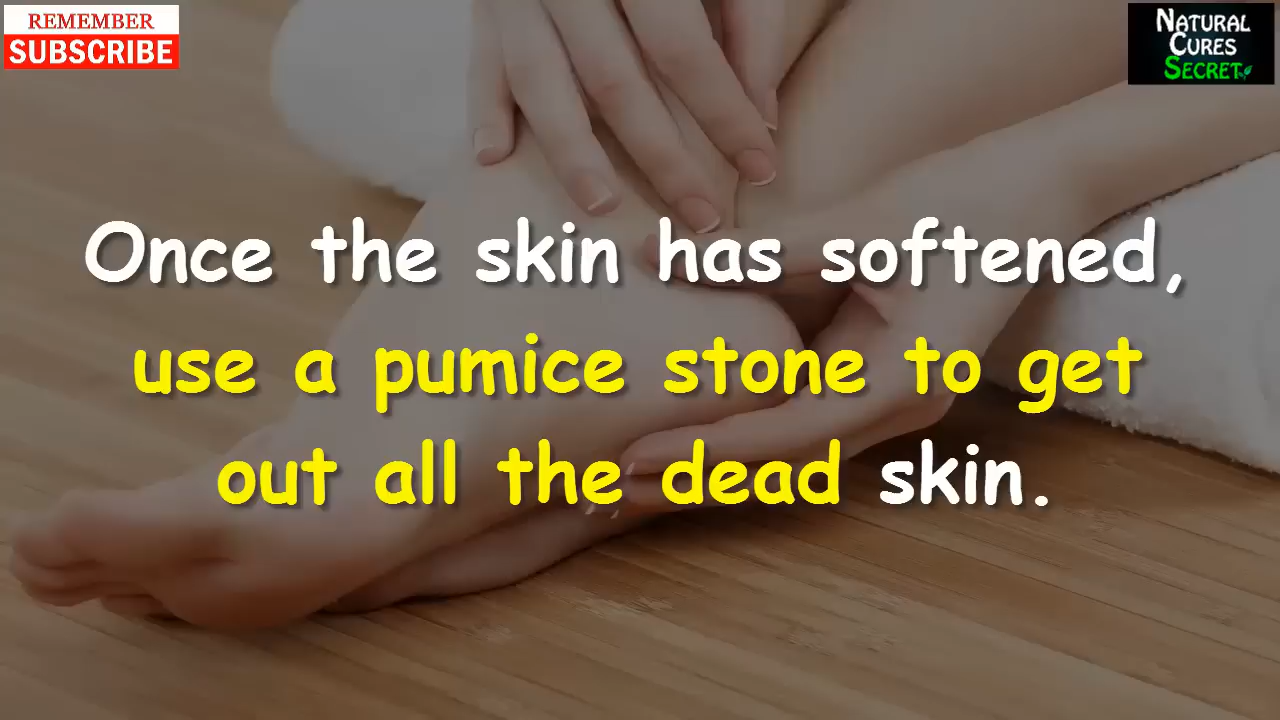 REMEMBER
SUBSCRIBE
NATURAL
CURES
SECRET
Once the skin has softened,
use a pumice stone to get
out all the dead skin.